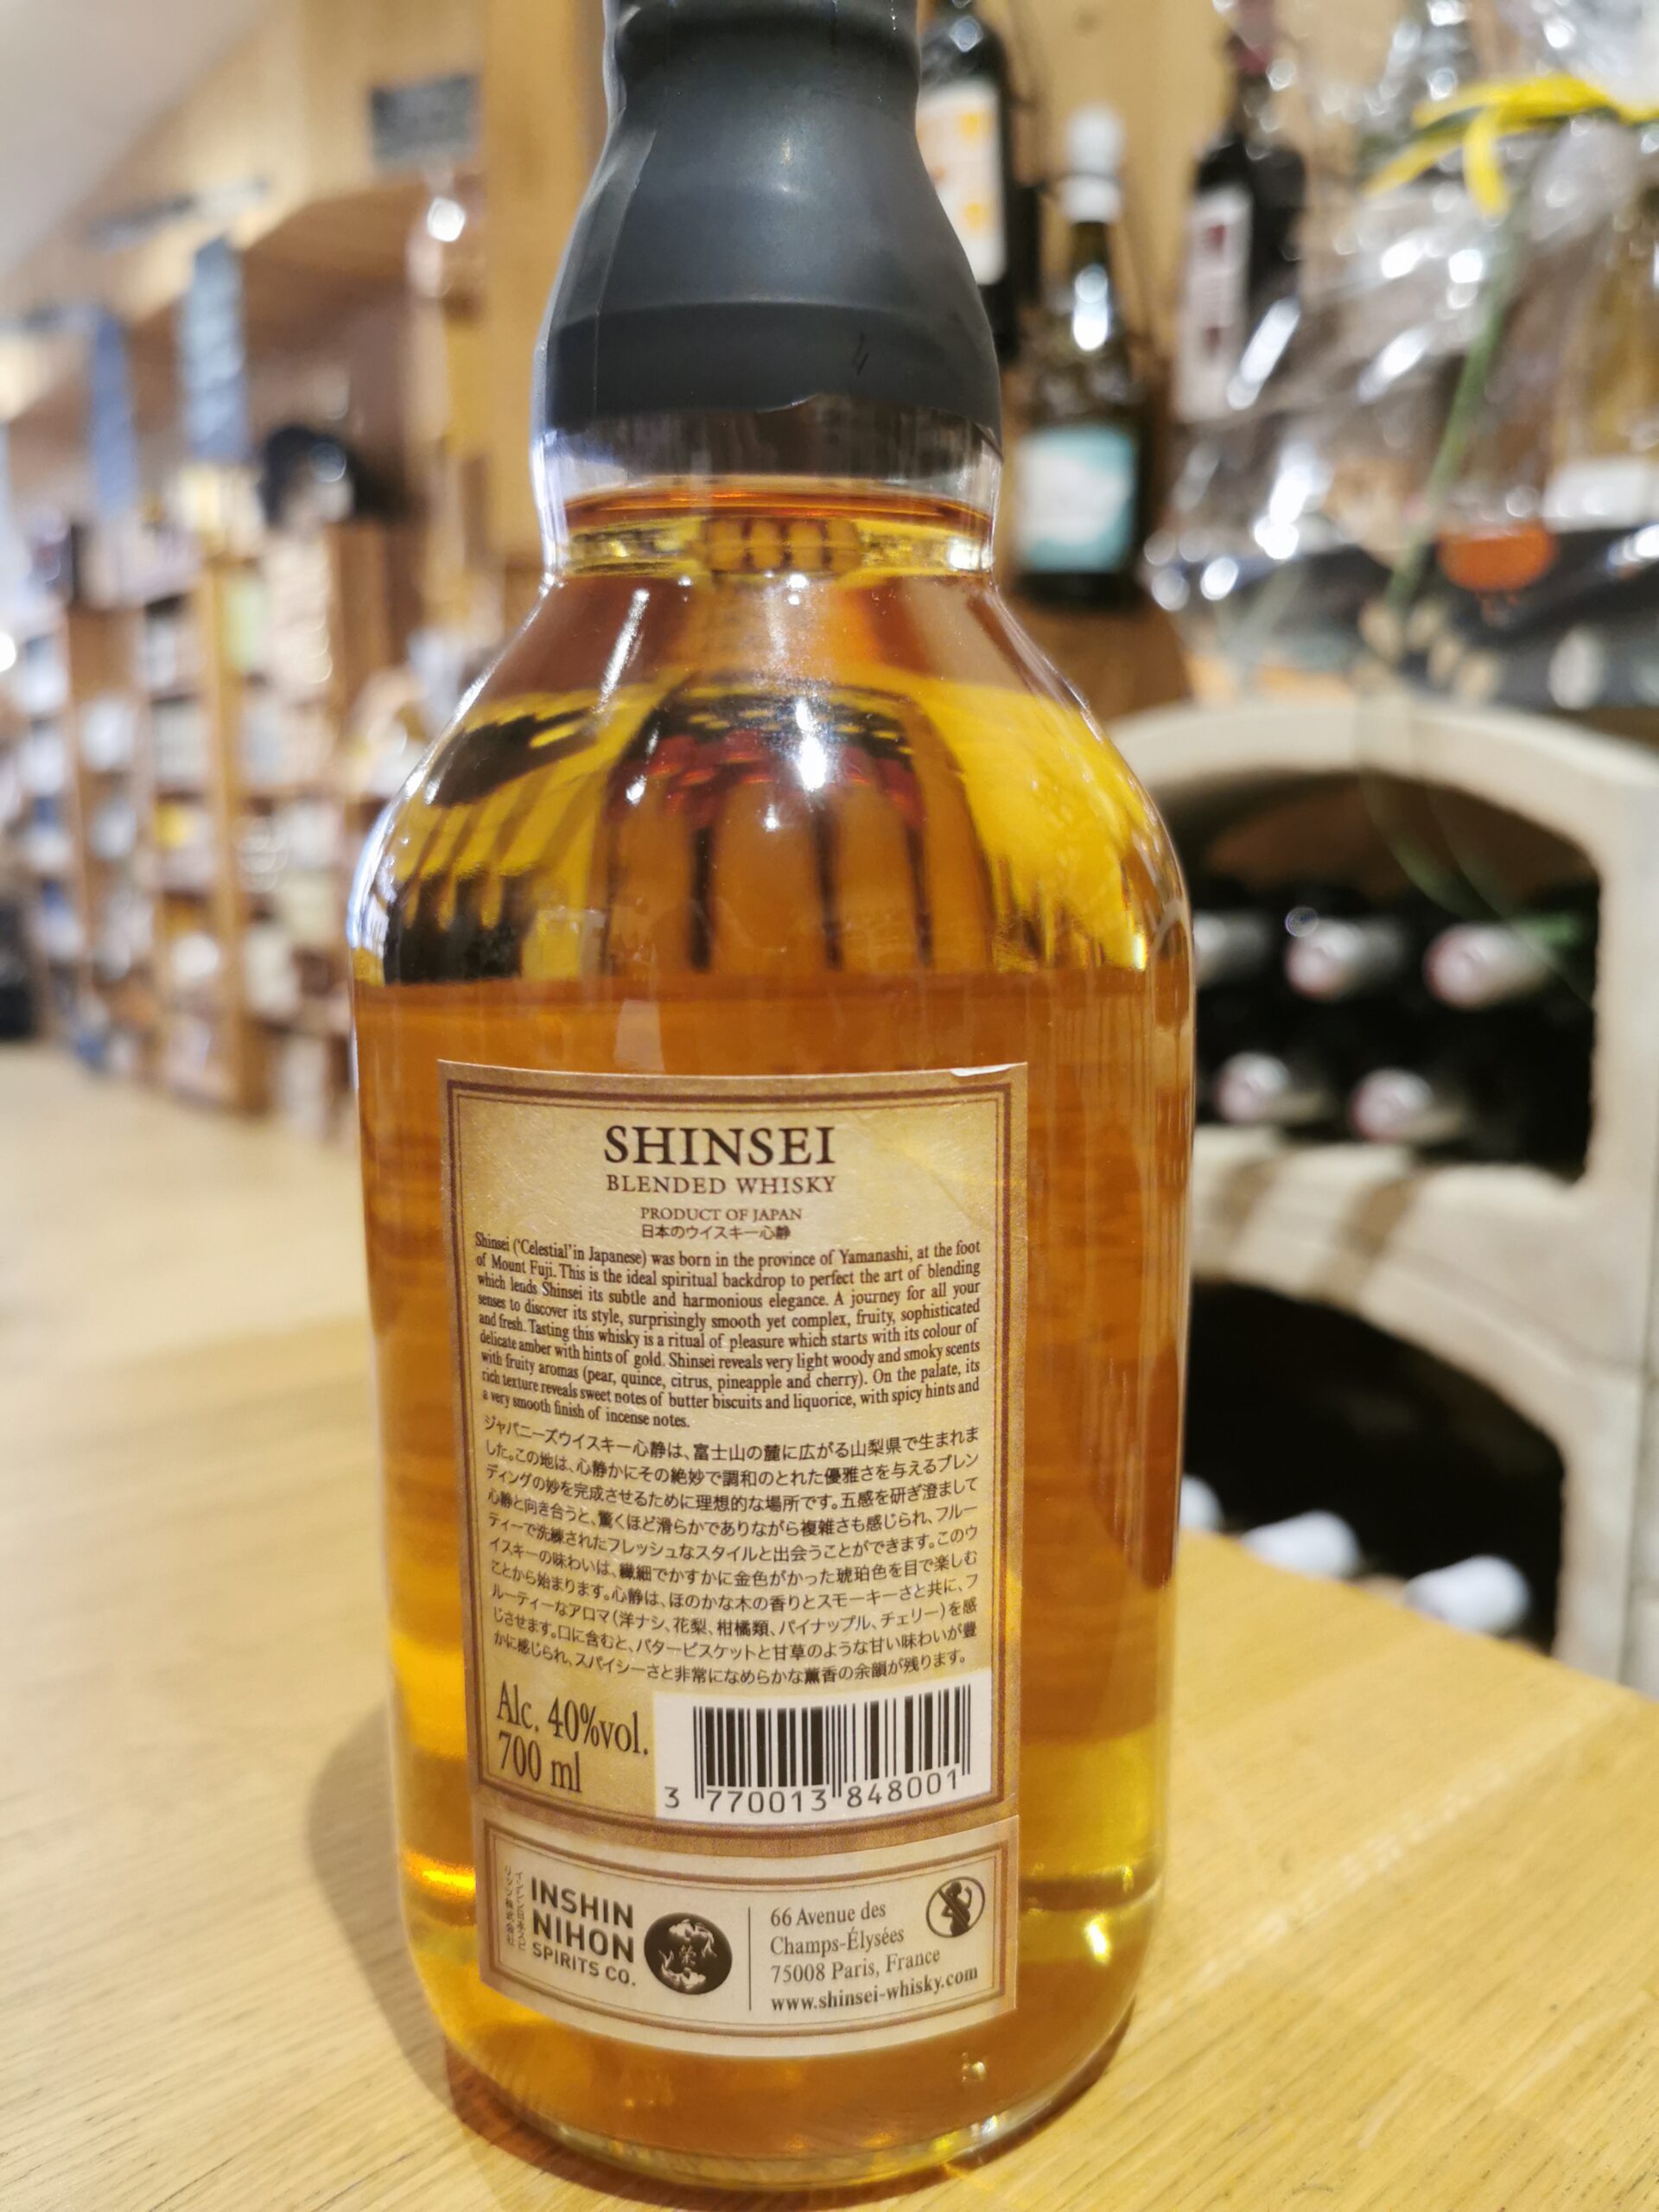 SHINSEI
BLENDED WHISKY
PRODUCT OF JAPAN
日本のウイスキー心静
Shinsei ('Celestial' in Japanese) was born in the province of Yamanashi, at the foot
of Mount Fuji. This is the ideal spiritual backdrop to perfect the art of blending
which lends Shinsei its subtle and harmonious elegance. A journey for all your
senses to discover its style, surprisingly smooth yet complex, fruity, sophisticated
and fresh. Tasting this whisky is a ritual of pleasure which starts with its colour of
delicate amber with hints of gold. Shinsei reveals very light woody and smoky scents
with fruity aromas (pear, quince, citrus, pineapple and cherry). On the palate, its
rich texture reveals sweet notes of butter biscuits and liquorice, with spicy hints and
a very smooth finish of incense notes.
ジャパニーズウイスキー心静は、富士山の麓に広がる山梨県で生まれま
した。この地は、心静かにその絶妙で調和のとれた優雅さを与えるブレン
ディングの妙を完成させるために理想的な場所です。五感を研ぎ澄まして
心静と向き合うと、驚くほど滑らかでありながら複雑さも感じられ、フルー
ティーで洗練されたフレッシュなスタイルと出会うことができます。このウ
イスキーの味わいは、繊細でかすかに金色がかった琥珀色を目で楽しむ
ことから始まります。心静は、ほのかな木の香りとスモーキーさと共に、フ
ルーティーなアロマ(洋ナシ、花梨、柑橘類、パイナップル、チェリー)を感
じさせます。口に含むと、バタービスケットと甘草のような甘い味わいが豊
かに感じられ、スパイシーさと非常になめらかな薫香の余韻が残ります。
Alc. 40%vol.
700 ml
3 770013 848001
インシン日本スピ
リッツ株式会社
INSHIN
NIHON
SPIRITS CO.
栄
66 Avenue des
Champs-Élysées
75008 Paris, France
www.shinsei-whisky.com